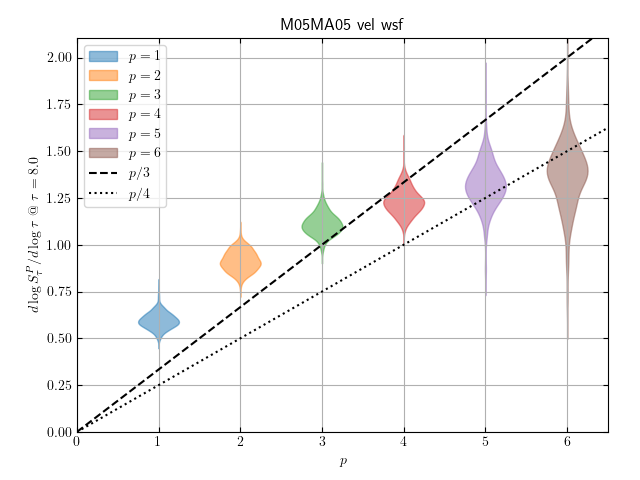 M05MA05 vel wsf
d log S_τ^P / d log τ @ τ = 8.0
2.00
1.75
1.50
1.25
1.00
0.75
0.50
0.25
0.00
p = 1
p = 2
p = 3
p = 4
p = 5
p = 6
p/3
p/4
0 1 2 3 4 5 6
p